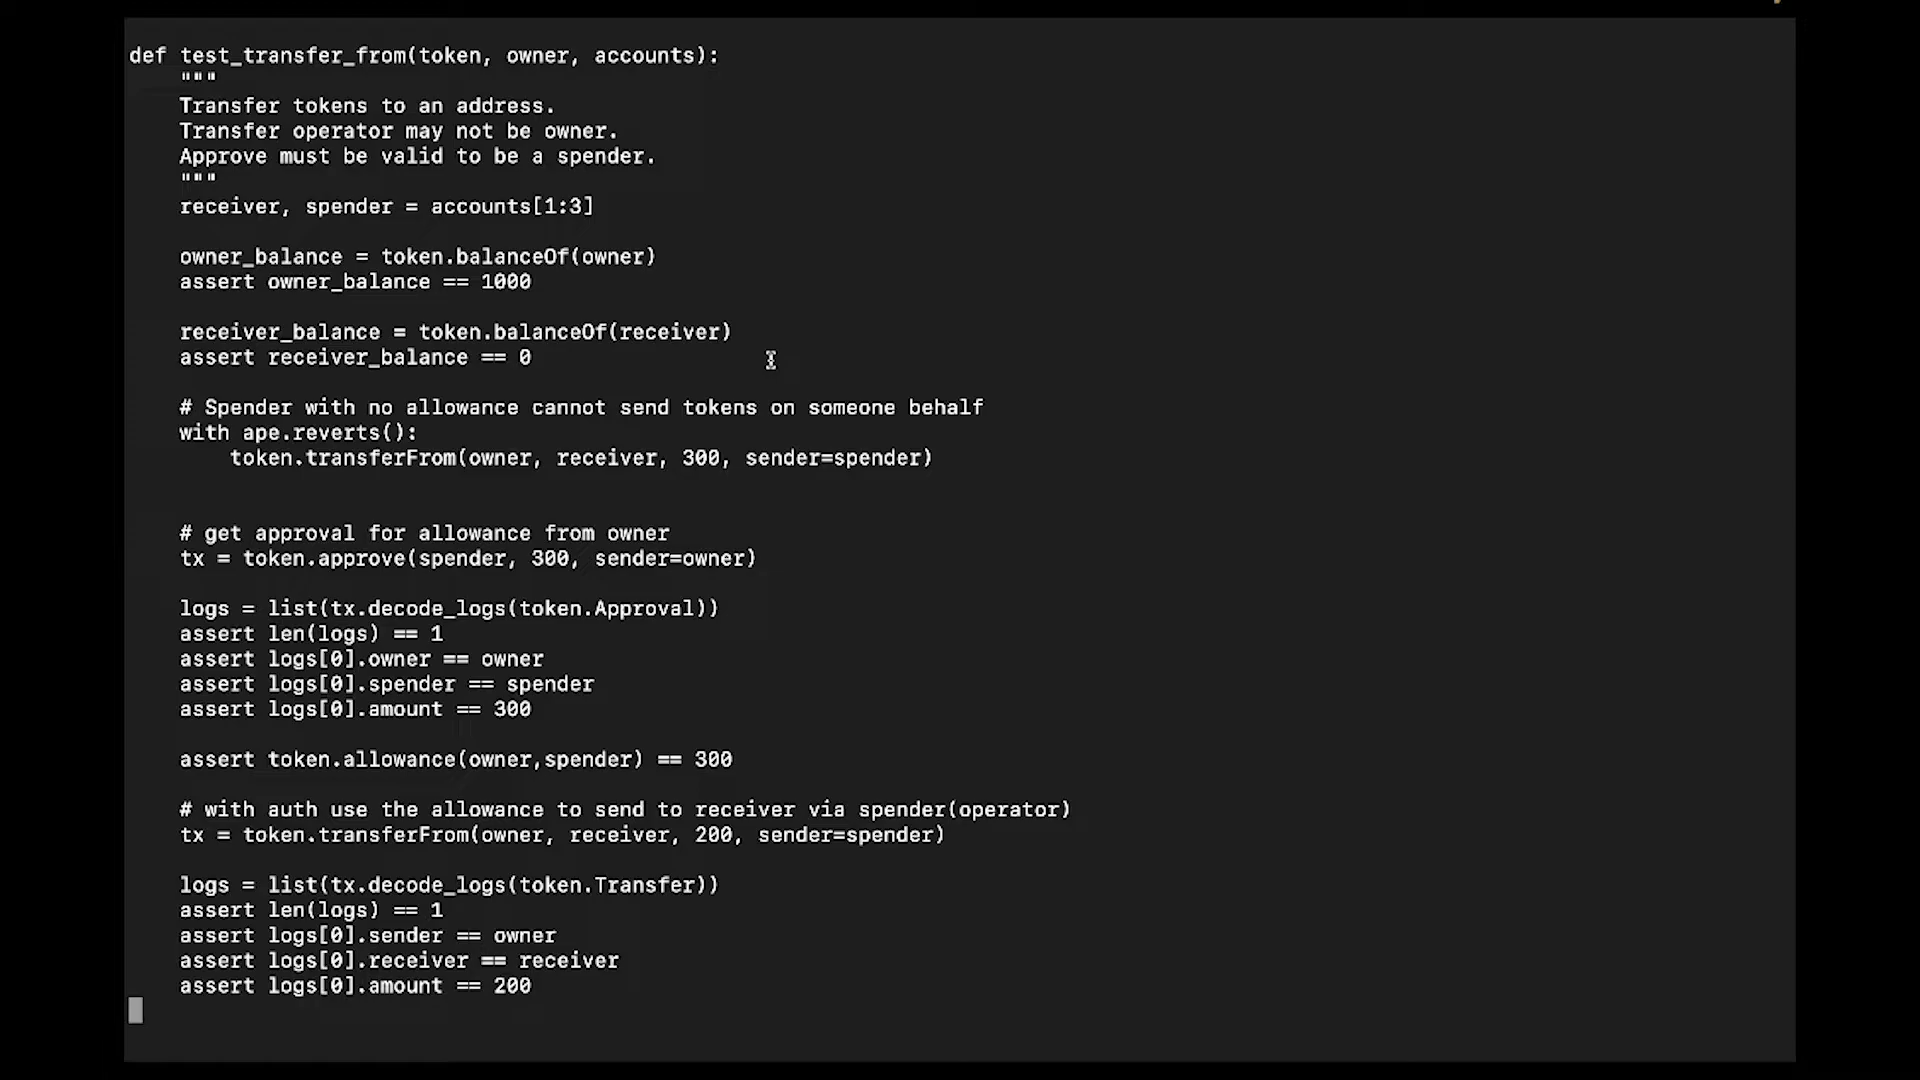 def test_transfer_from(token, owner, accounts):
    """
    Transfer tokens to an address.
    Transfer operator may not be owner.
    Approve must be valid to be a spender.
    """
    receiver, spender = accounts[1:3]

    owner_balance = token.balanceOf(owner)
    assert owner_balance == 1000

    receiver_balance = token.balanceOf(receiver)
    assert receiver_balance == 0

    # Spender with no allowance cannot send tokens on someone behalf
    with ape.reverts():
        token.transferFrom(owner, receiver, 300, sender=spender)


    # get approval for allowance from owner
    tx = token.approve(spender, 300, sender=owner)

    logs = list(tx.decode_logs(token.Approval))
    assert len(logs) == 1
    assert logs[0].owner == owner
    assert logs[0].spender == spender
    assert logs[0].amount == 300

    assert token.allowance(owner,spender) == 300

    # with auth use the allowance to send to receiver via spender(operator)
    tx = token.transferFrom(owner, receiver, 200, sender=spender)

    logs = list(tx.decode_logs(token.Transfer))
    assert len(logs) == 1
    assert logs[0].sender == owner
    assert logs[0].receiver == receiver
    assert logs[0].amount == 200